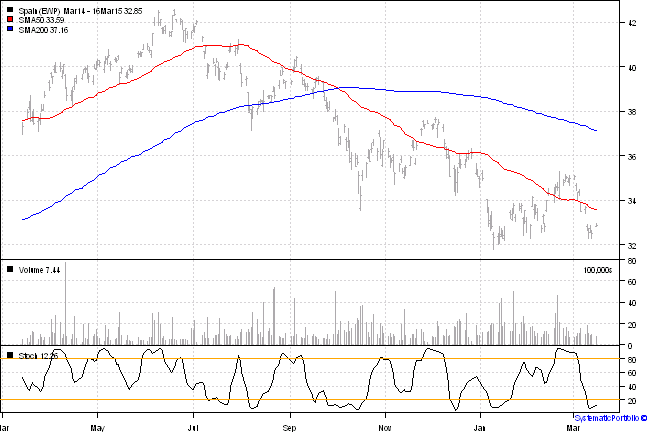 Spain (EWP) Mar14 - 16Mar15 32.85
SMA50 33.59
SMA200 37.16
42
40
38
36
34
32
Volume 7.44
100,000s
80
60
40
20
0
Stoch 12.26
80
60
40
20
Mar May Jul Sep Nov Jan Mar
SystematicPortfolio ©